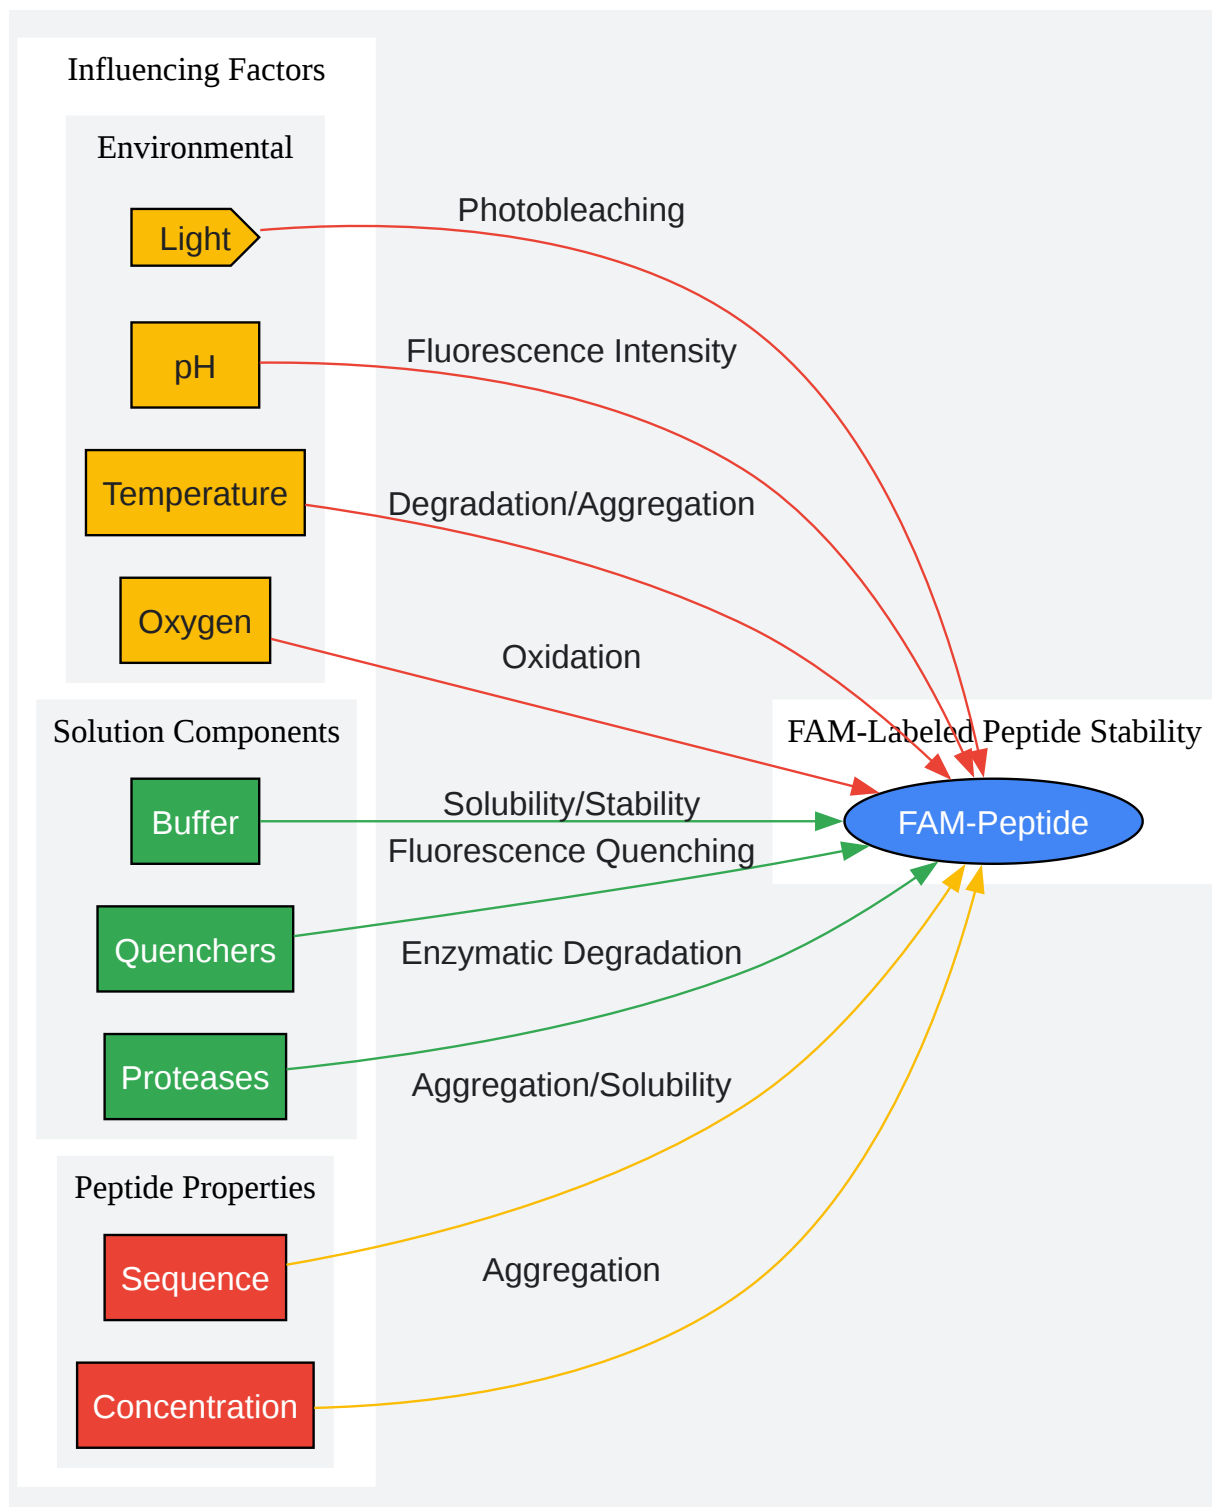 Influencing Factors
Environmental
Light
Photobleaching
pH
Fluorescence Intensity
Temperature
Degradation/Aggregation
Oxygen
Oxidation
Solution Components
FAM-Labeled Peptide Stability
Buffer
Solubility/Stability
FAM-Peptide
Fluorescence Quenching
Quenchers
Enzymatic Degradation
Proteases
Aggregation/Solubility
Peptide Properties
Sequence
Aggregation
Concentration